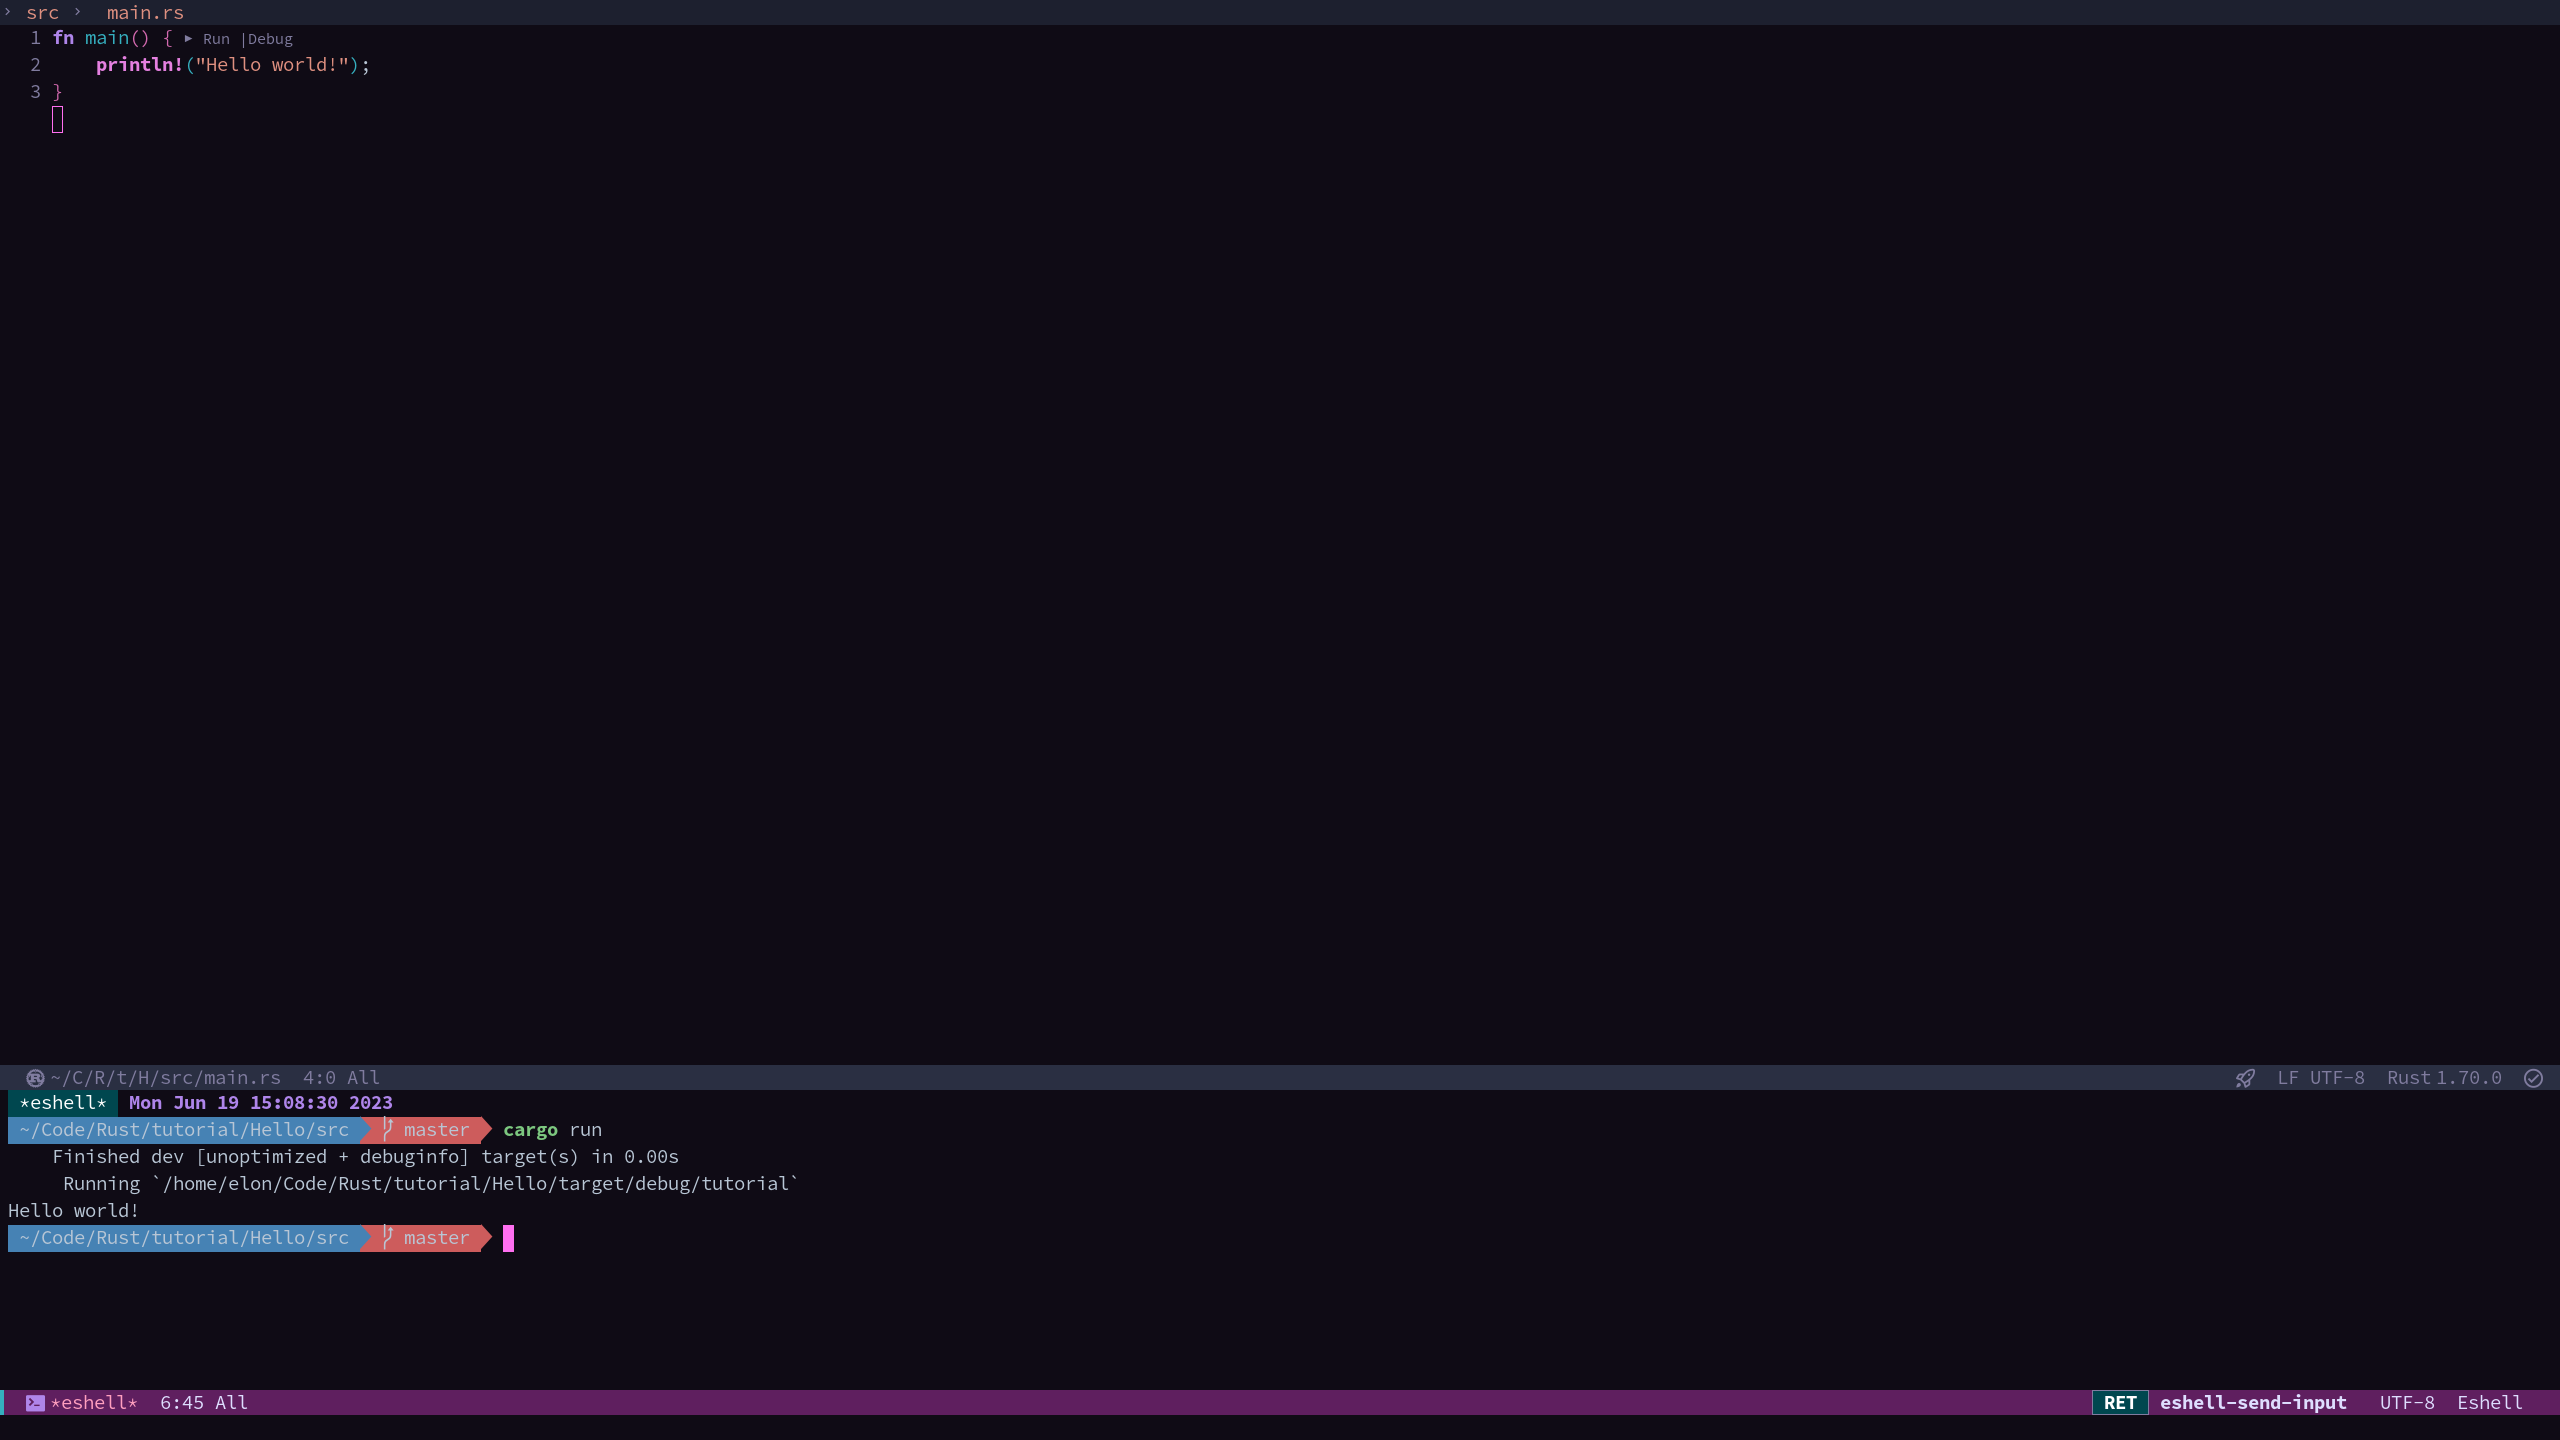 › src › main.rs
1 fn main() { ▸ Run |Debug
2     println!("Hello world!");
3 }
~/C/R/t/H/src/main.rs 4:0 All LF UTF-8 Rust 1.70.0
*eshell* Mon Jun 19 15:08:30 2023
~/Code/Rust/tutorial/Hello/src master cargo run
    Finished dev [unoptimized + debuginfo] target(s) in 0.00s
     Running `/home/elon/Code/Rust/tutorial/Hello/target/debug/tutorial`
Hello world!
~/Code/Rust/tutorial/Hello/src master
*eshell* 6:45 All RET eshell-send-input UTF-8 Eshell